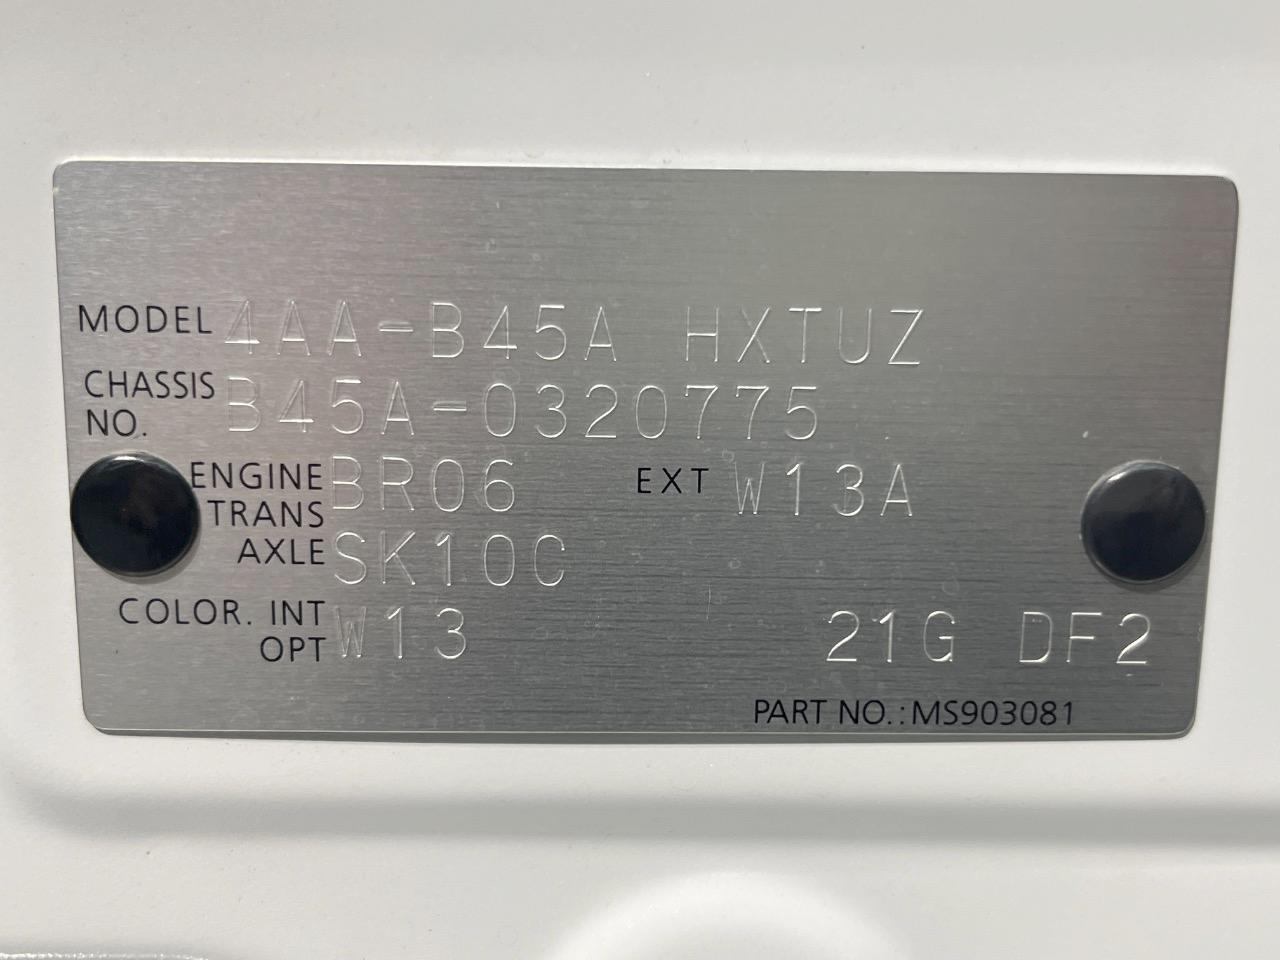 MODEL 4AA-B45A HXTUZ
CHASSIS NO. B45A-0320775
ENGINE BR06 EXT W13A
TRANS
AXLE SK10C
COLOR. INT W13
OPT 21G DF2
PART NO.:MS903081